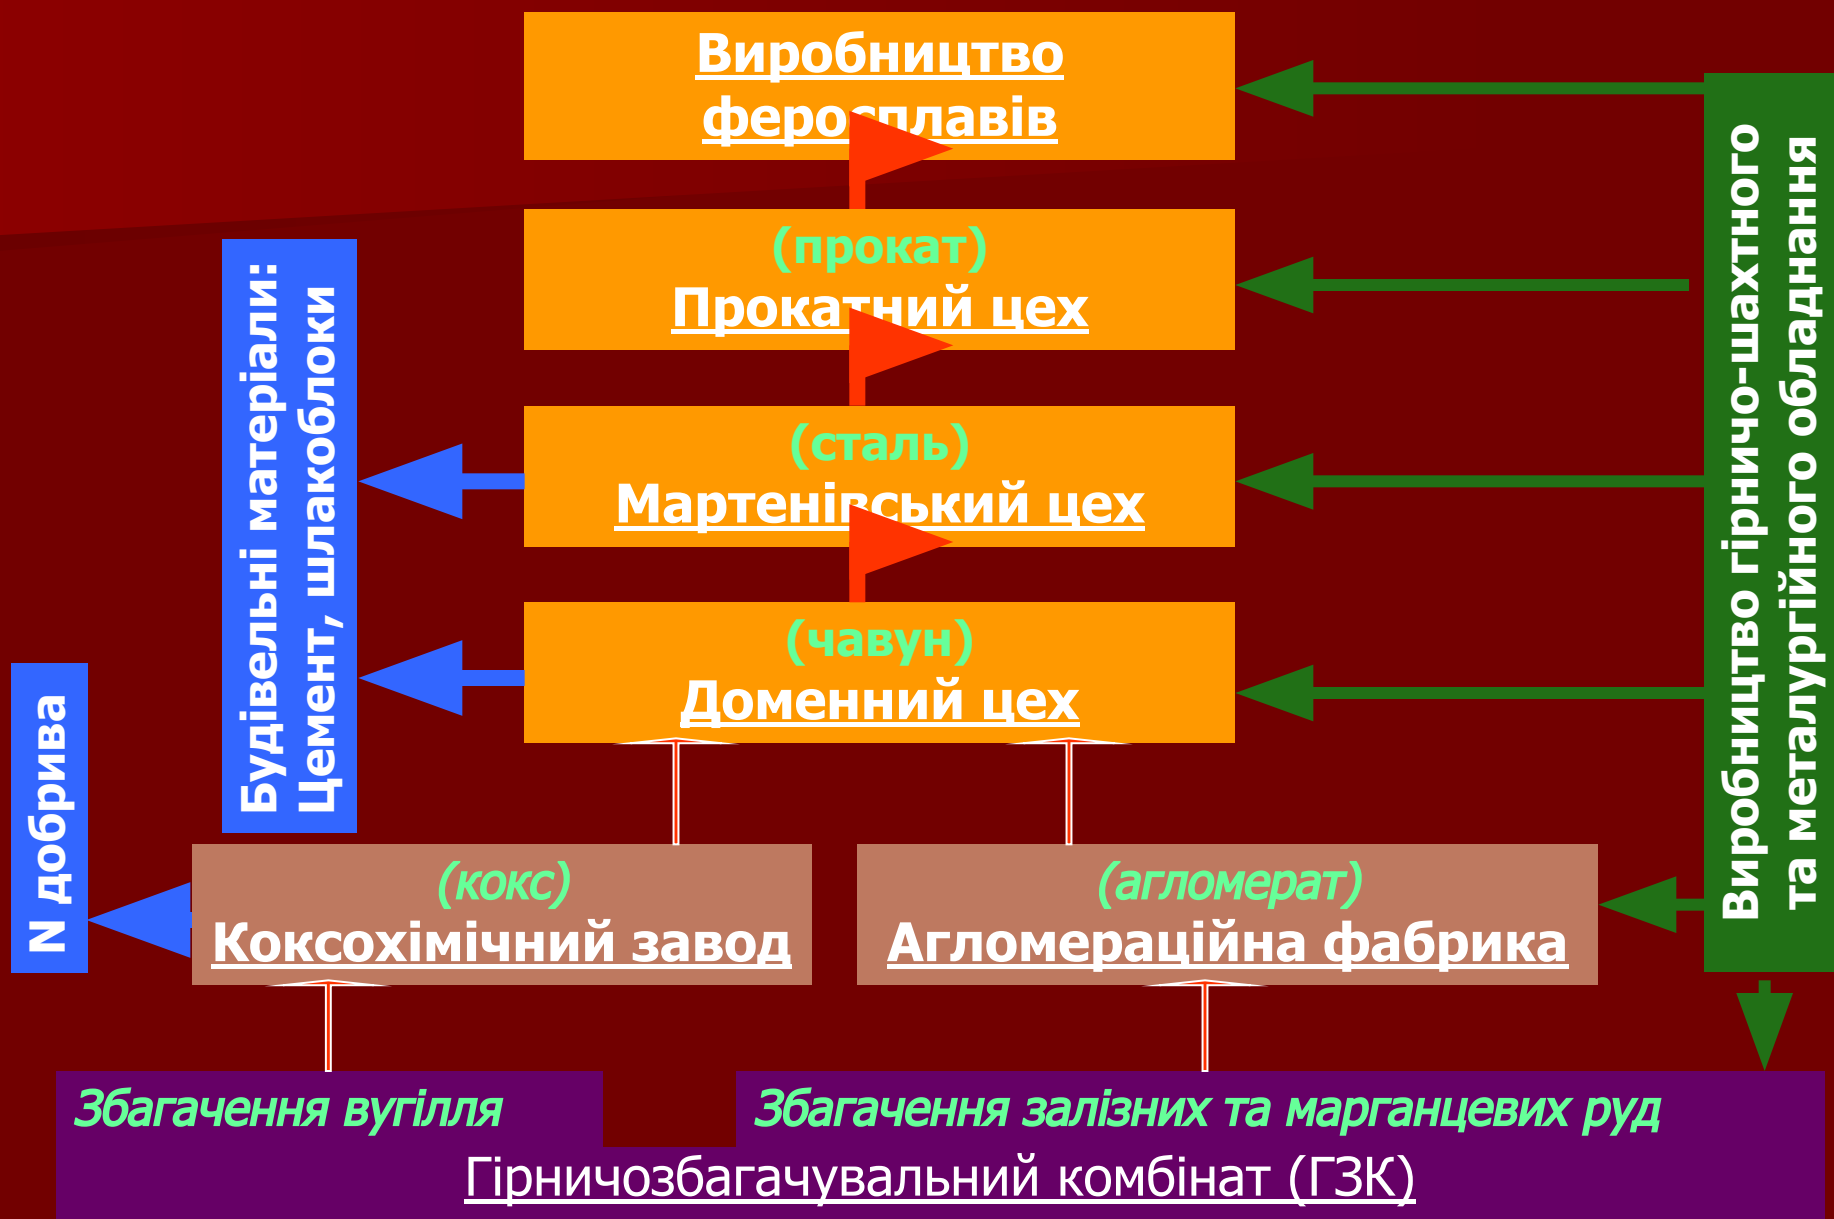 Виробництво
феросплавів
(прокат)
Прокатний цех
(сталь)
Мартенівський цех
(чавун)
Доменний цех
Будівельні матеріали:
Цемент, шлакоблоки
N добрива
(кокс)
Коксохімічний завод
(агломерат)
Агломераційна фабрика
Виробництво гірничо-шахтного
та металургійного обладнання
Збагачення вугілля
Збагачення залізних та марганцевих руд
Гірничозбагачувальний комбінат (ГЗК)